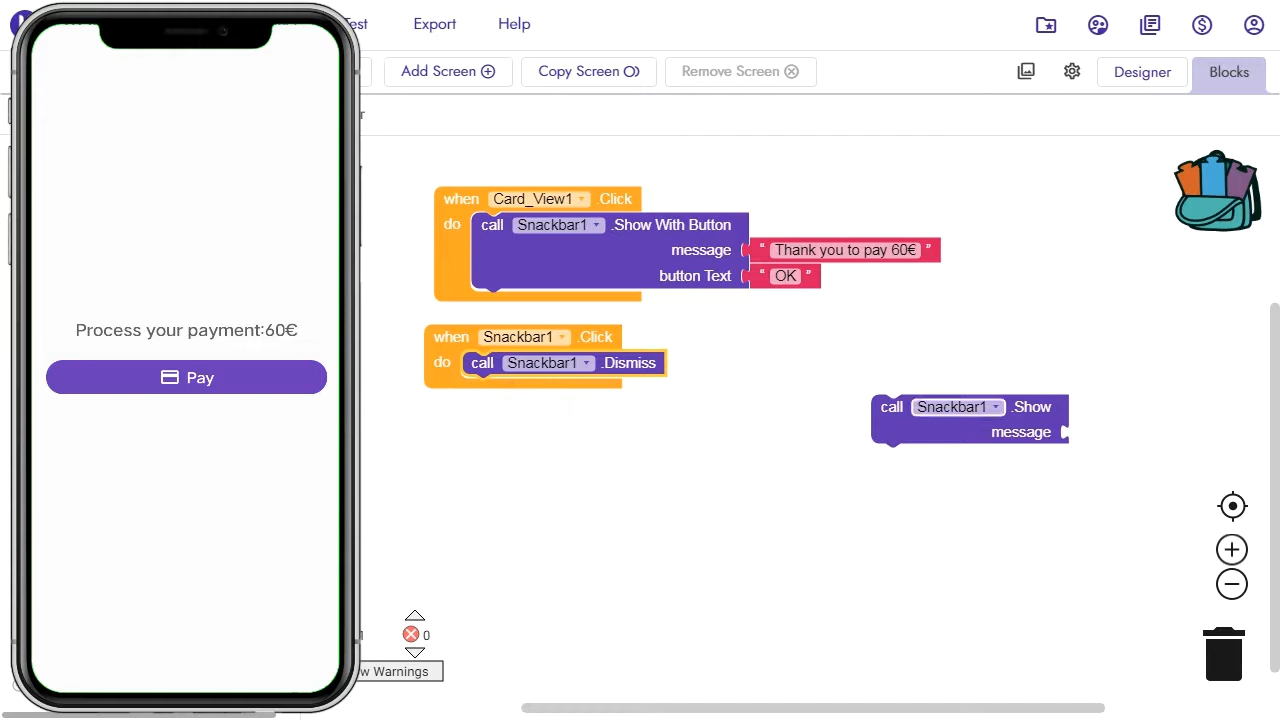 Test Export Help
Add Screen Copy Screen Remove Screen Designer Blocks
when Card_View1 .Click
do call Snackbar1 .Show With Button
message “ Thank you to pay 60€ ”
button Text “ OK ”
Process your payment:60€
when Snackbar1 .Click
do call Snackbar1 .Dismiss
Pay
call Snackbar1 .Show
message
0
w Warnings